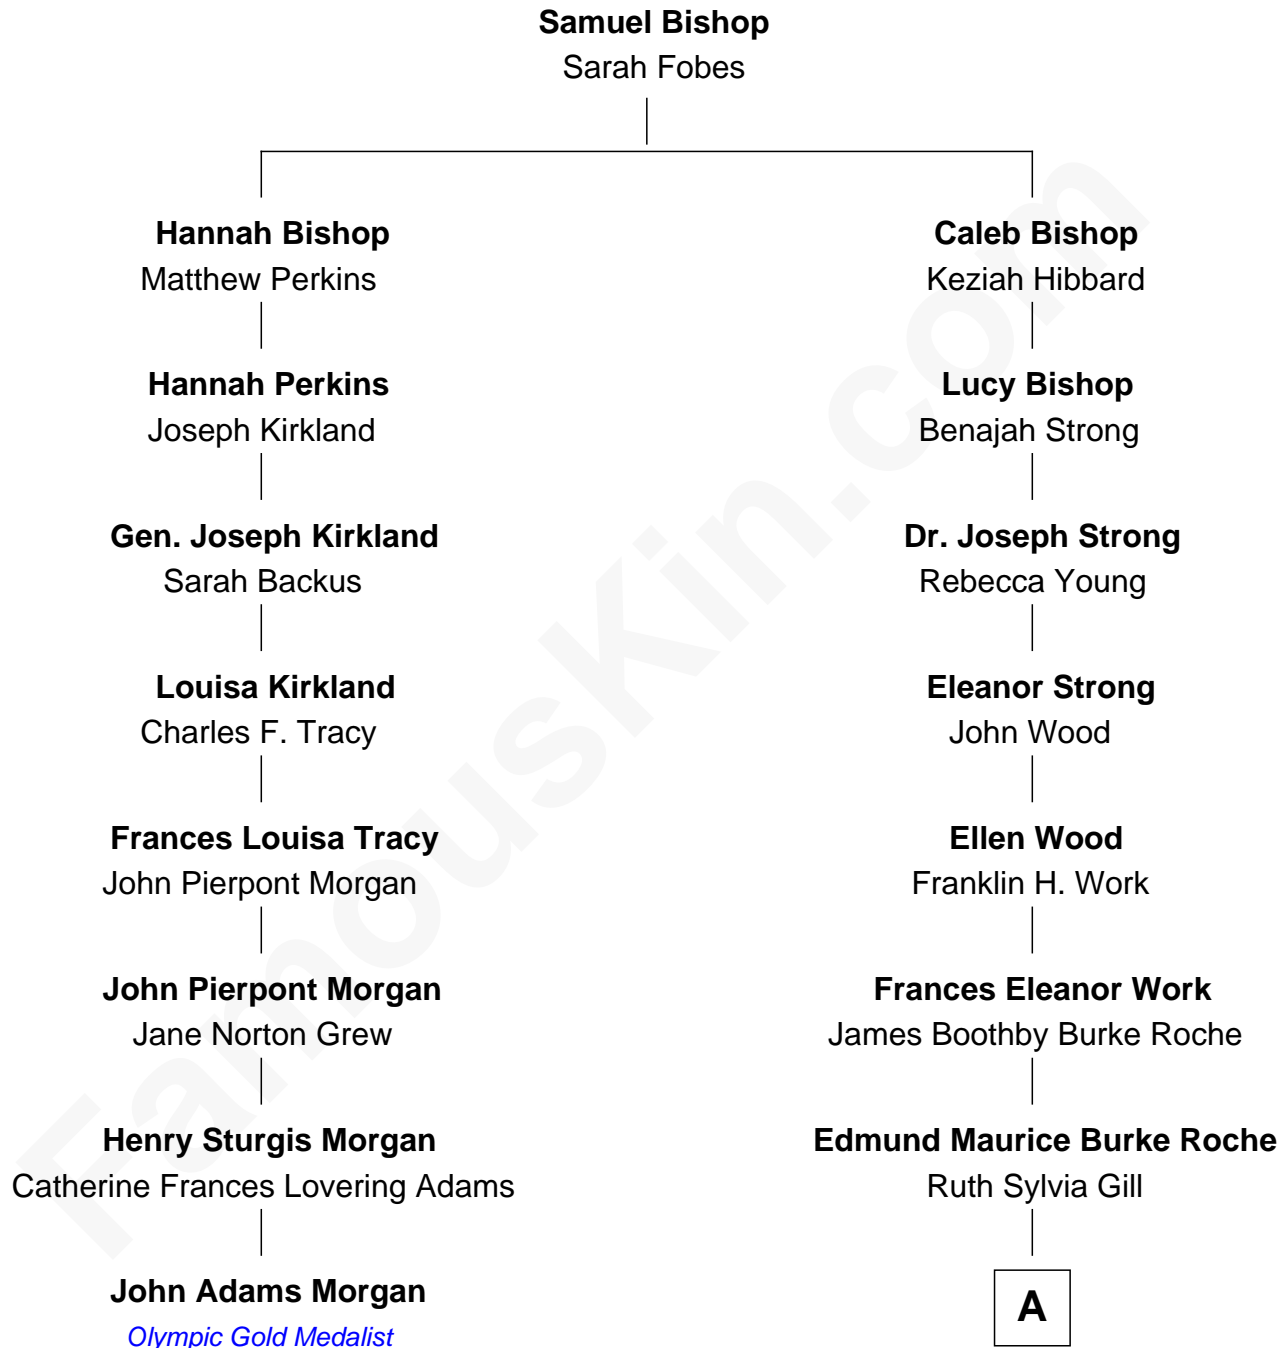 Samuel Bishop
Sarah Fobes
Hannah Bishop
Matthew Perkins
Caleb Bishop
Keziah Hibbard
Hannah Perkins
Joseph Kirkland
Lucy Bishop
Benajah Strong
Gen. Joseph Kirkland
Sarah Backus
Dr. Joseph Strong
Rebecca Young
Louisa Kirkland
Charles F. Tracy
Eleanor Strong
John Wood
Frances Louisa Tracy
John Pierpont Morgan
Ellen Wood
Franklin H. Work
John Pierpont Morgan
Jane Norton Grew
Frances Eleanor Work
James Boothby Burke Roche
Henry Sturgis Morgan
Catherine Frances Lovering Adams
Edmund Maurice Burke Roche
Ruth Sylvia Gill
John Adams Morgan
Olympic Gold Medalist
A
FamousKin.com